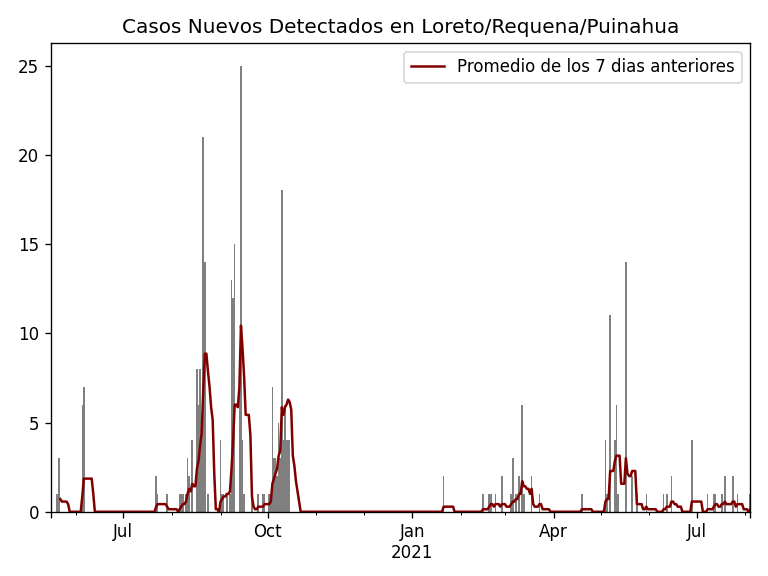 Casos Nuevos Detectados en Loreto/Requena/Puinahua
Promedio de los 7 dias anteriores
25
20
15
10
5
0
Jul
Oct
Jan
2021
Apr
Jul